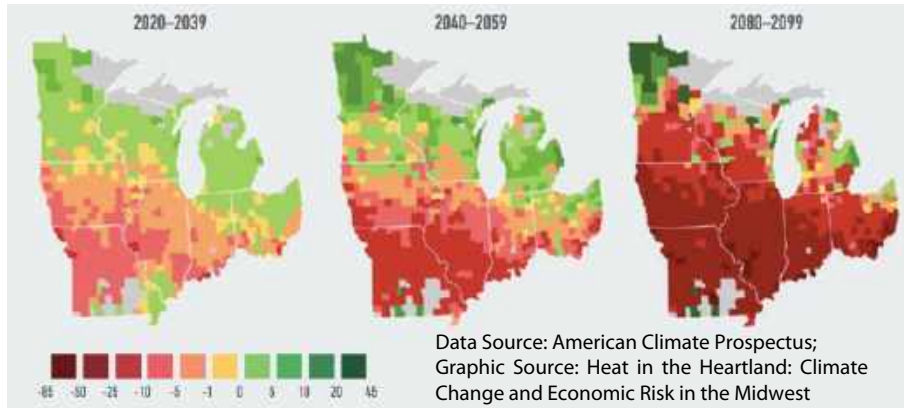 2020–2039 2040–2059 2080–2099
Data Source: American Climate Prospectus;
Graphic Source: Heat in the Heartland: Climate
Change and Economic Risk in the Midwest
-85 -50 -25 -10 -5 -1 0 5 10 20 45